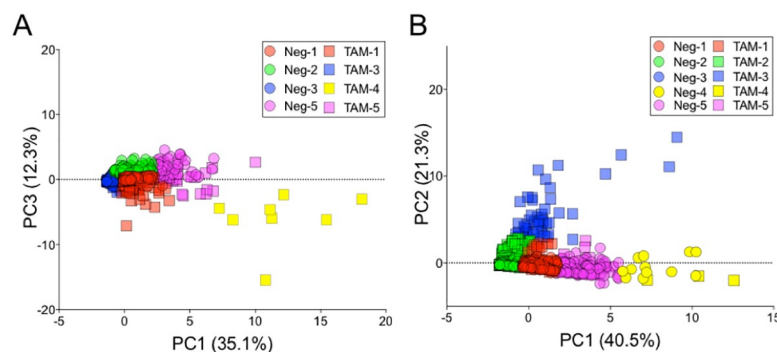 A
20
10
0
-10
-20
PC3 (12.3%)
-5
0
5
10
15
20
PC1 (35.1%)
Neg-1 TAM-1
Neg-2 TAM-3
Neg-3 TAM-4
Neg-5 TAM-5
B
20
10
0
PC2 (21.3%)
-5
0
5
10
15
PC1 (40.5%)
Neg-1 TAM-1
Neg-2 TAM-2
Neg-3 TAM-3
Neg-4 TAM-4
Neg-5 TAM-5